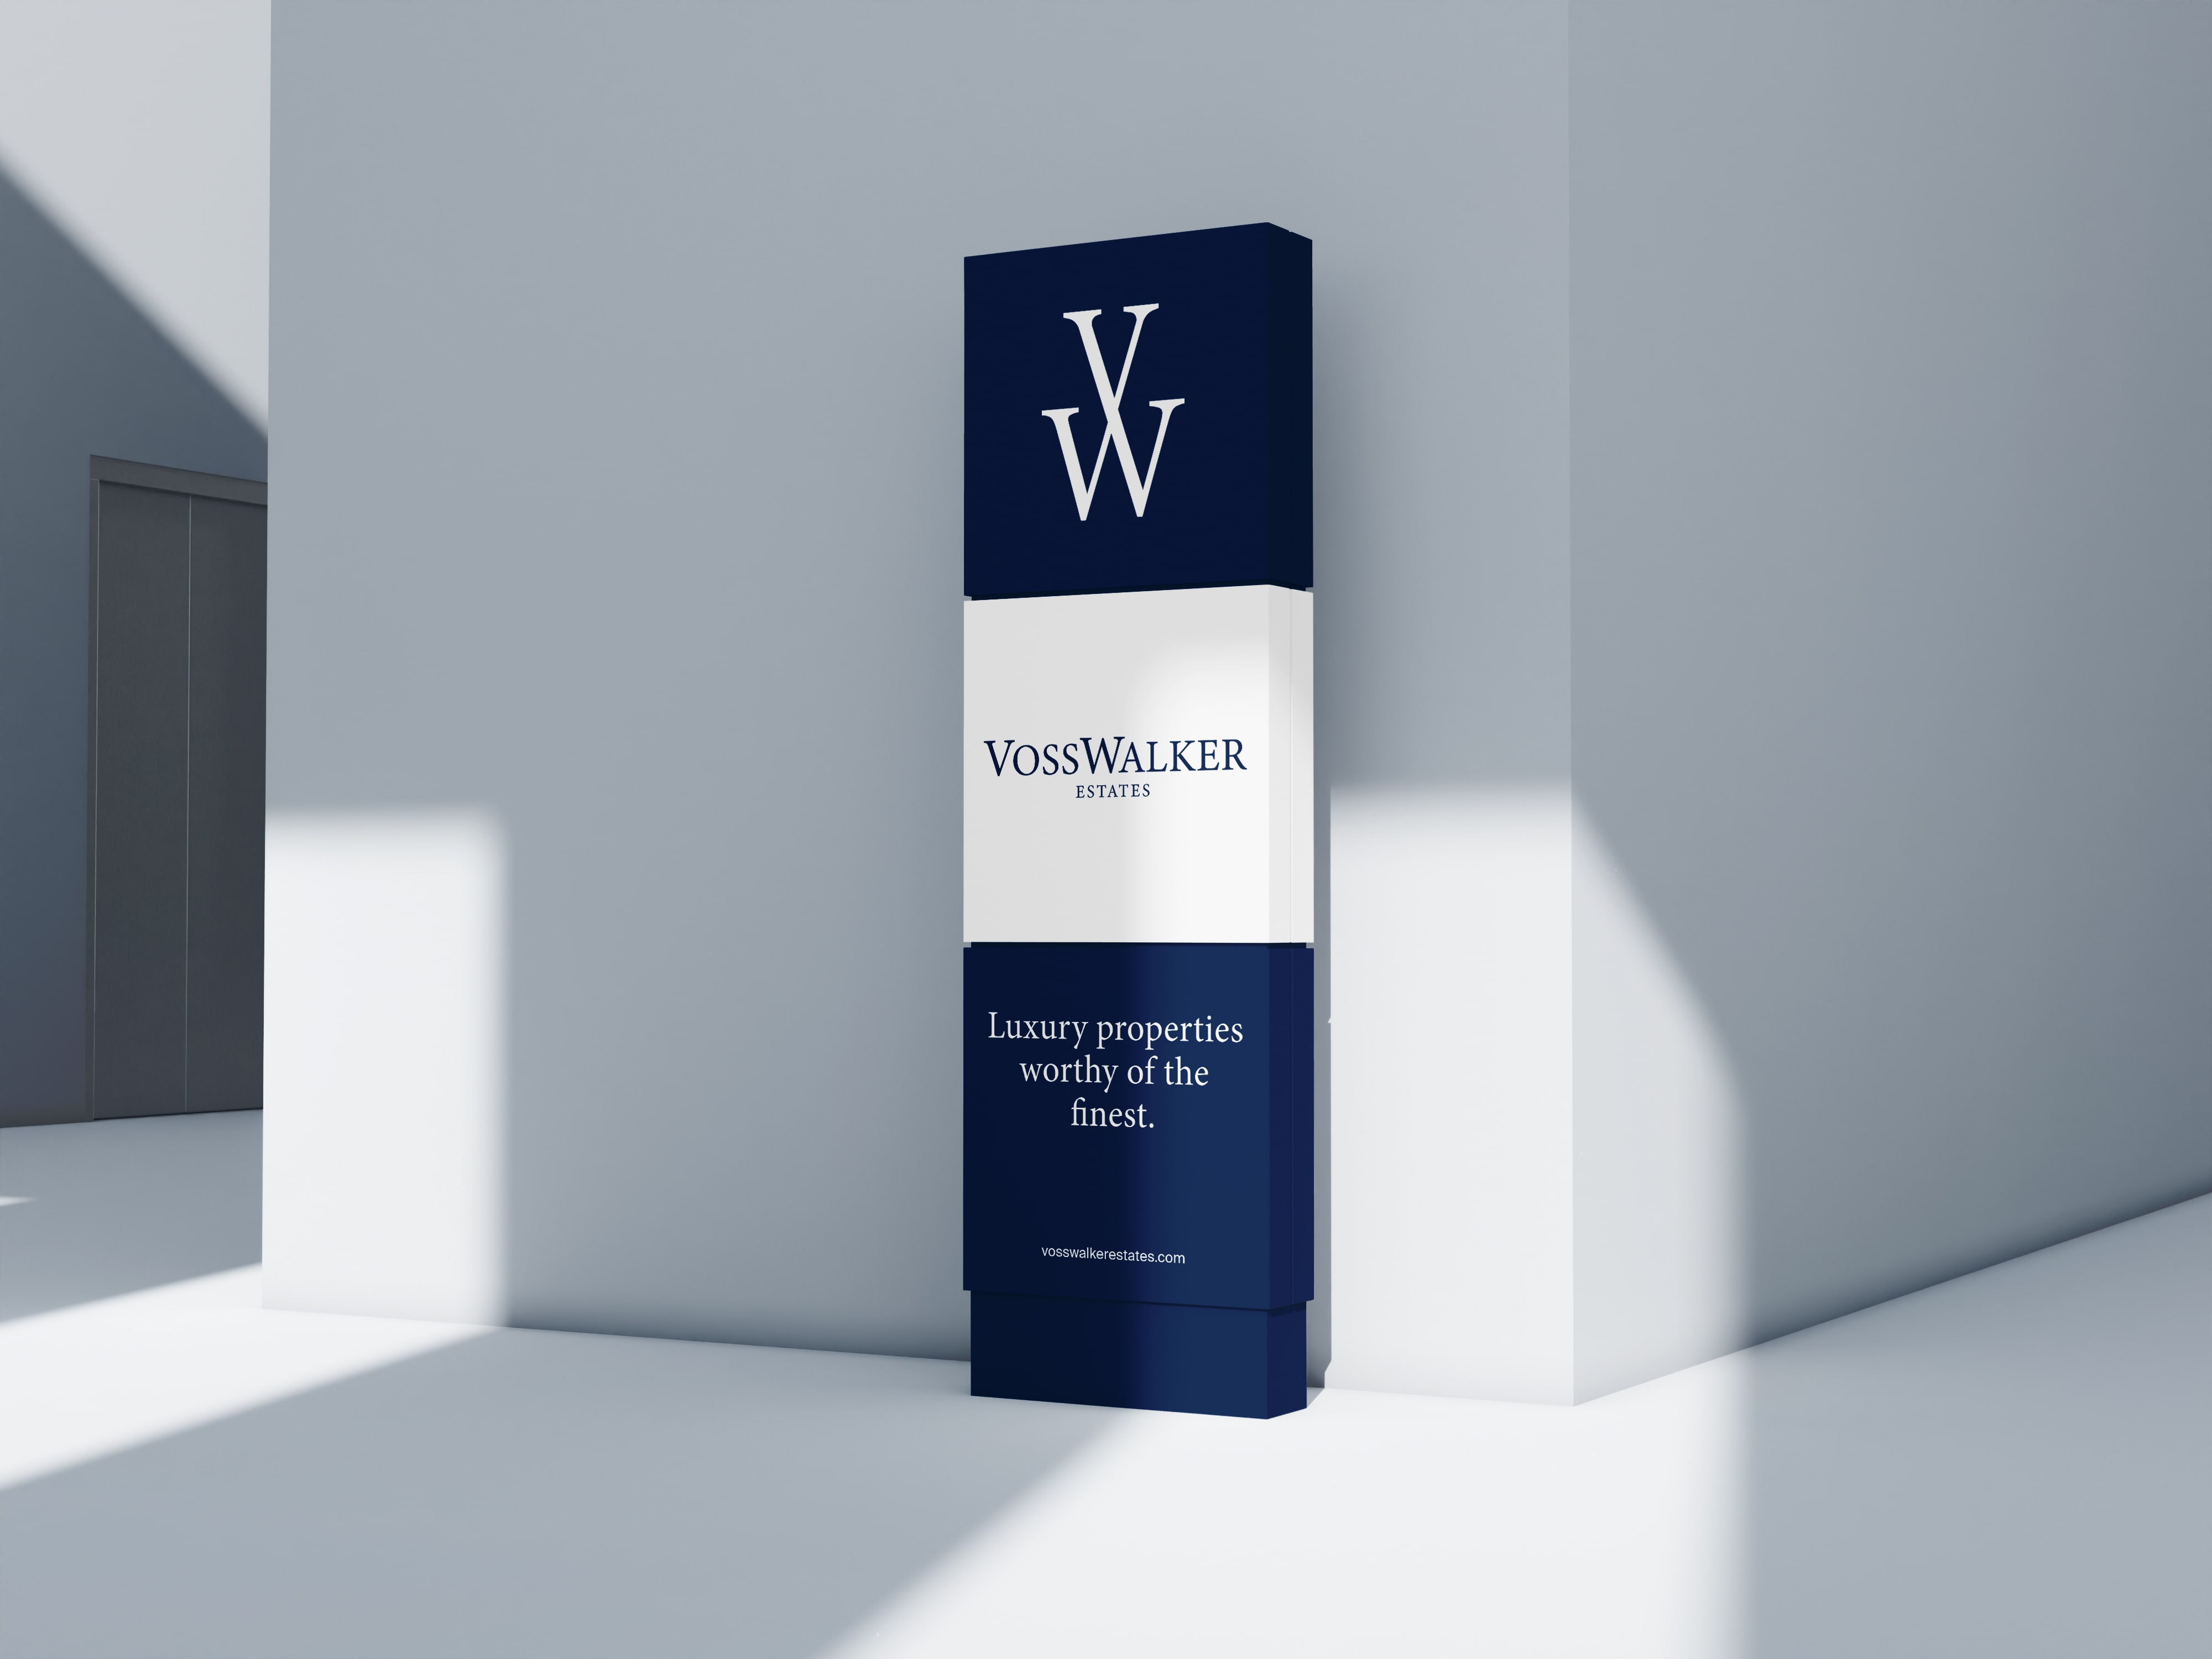 VW
VOSSWALKER
ESTATES
Luxury properties
worthy of the
finest.
vosswalkerestates.com